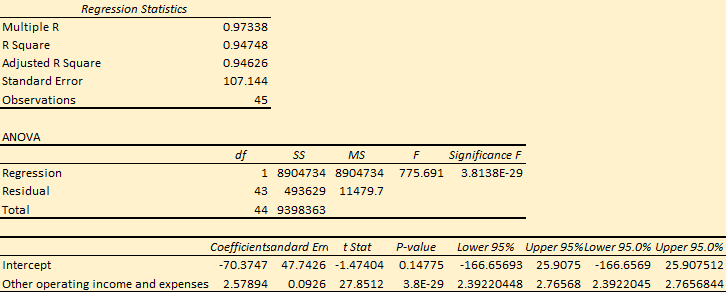 Regression Statistics
Multiple R 0.97338
R Square 0.94748
Adjusted R Square 0.94626
Standard Error 107.144
Observations 45
ANOVA
df SS MS F Significance F
Regression 1 8904734 8904734 775.691 3.8138E-29
Residual 43 493629 11479.7
Total 44 9398363
Coefficients andard Err t Stat P-value Lower 95% Upper 95% Lower 95.0% Upper 95.0%
Intercept -70.3747 47.7426 -1.47404 0.14775 -166.65693 25.9075 -166.6569 25.907512
Other operating income and expenses 2.57894 0.0926 27.8512 3.8E-29 2.39220448 2.76568 2.3922045 2.7656844